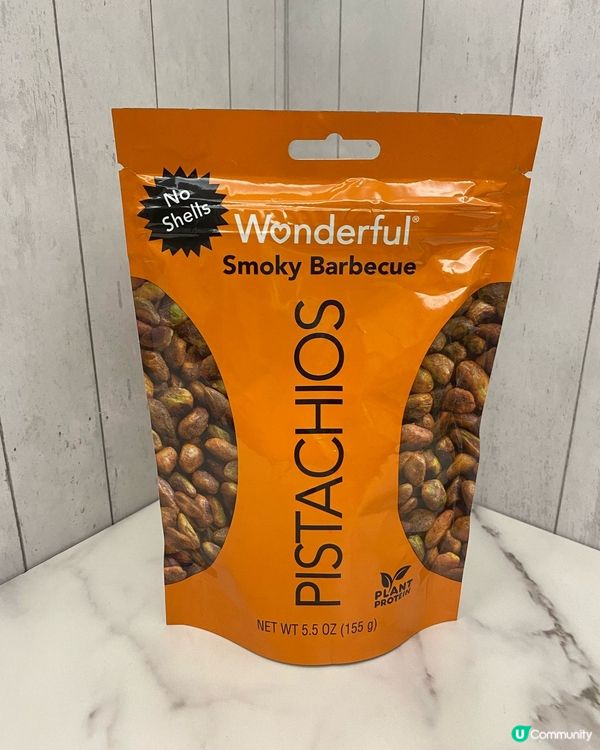 No
Shells
Wonderful®
Smoky Barbecue
PISTACHIOS
PLANT
PROTEIN
NET WT 5.5 OZ (155 g)
U Community